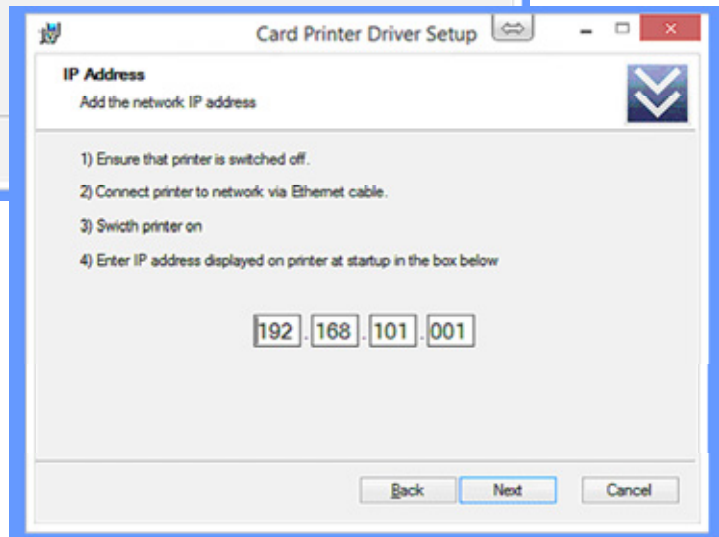 Card Printer Driver Setup
IP Address
Add the network IP address
1) Ensure that printer is switched off.
2) Connect printer to network via Ethernet cable.
3) Swicth printer on
4) Enter IP address displayed on printer at startup in the box below
192.168.101.001
Back Next Cancel